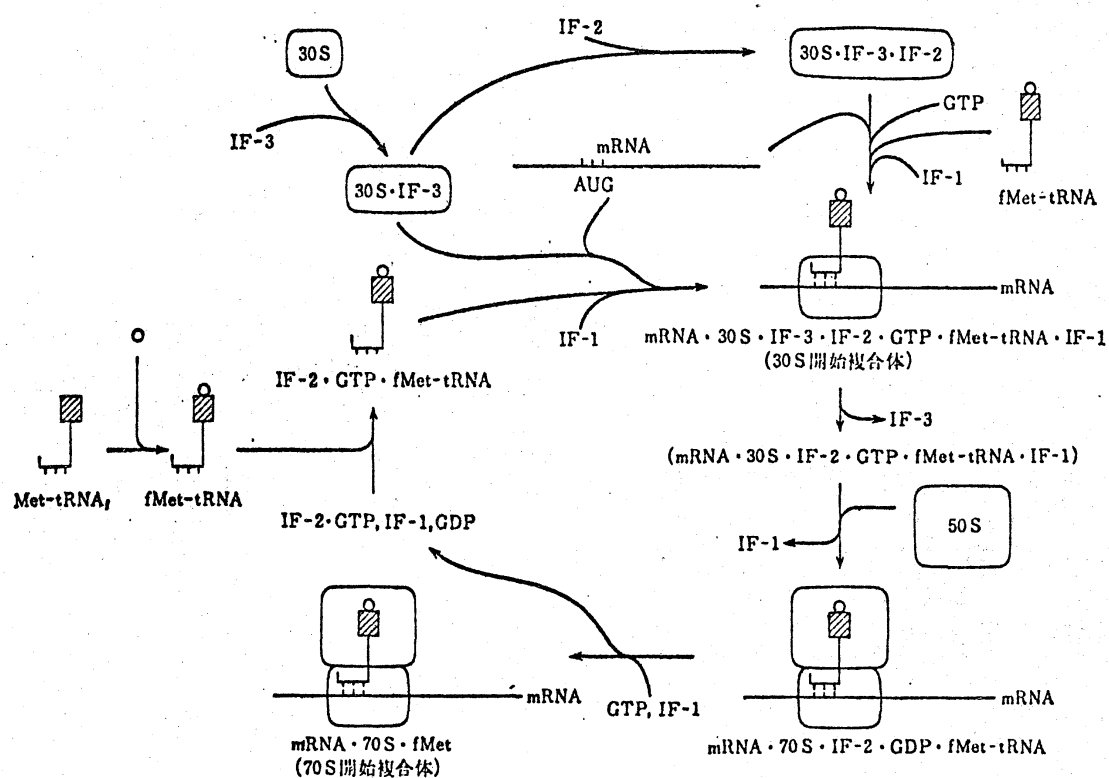 IF-2
30S
30S・IF-3・IF-2
IF-3
GTP
mRNA
AUG
IF-1
fMet-tRNA
30S・IF-3
mRNA
IF-1
mRNA・30S・IF-3・IF-2・GTP・fMet-tRNA・IF-1
(30S開始複合体)
IF-2・GTP・fMet-tRNA
IF-3
(mRNA・30S・IF-2・GTP・fMet-tRNA・IF-1)
Met-tRNAf
fMet-tRNA
IF-2・GTP, IF-1, GDP
50S
IF-1
mRNA
GTP, IF-1
mRNA
mRNA・70S・fMet
(70S開始複合体)
mRNA・70S・IF-2・GDP・fMet-tRNA